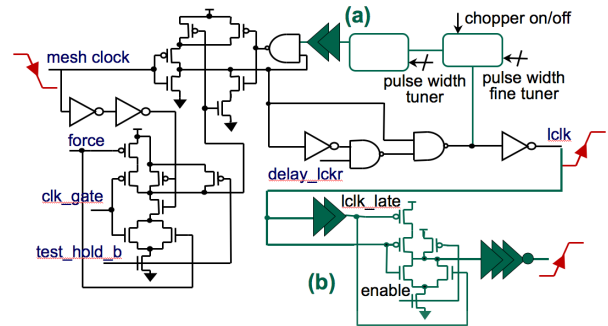 (a)
chopper on/off
mesh clock
pulse width
tuner
pulse width
fine tuner
force
lclk
delay_lckr
clk_gate
lclk_late
test_hold_b
(b)
enable